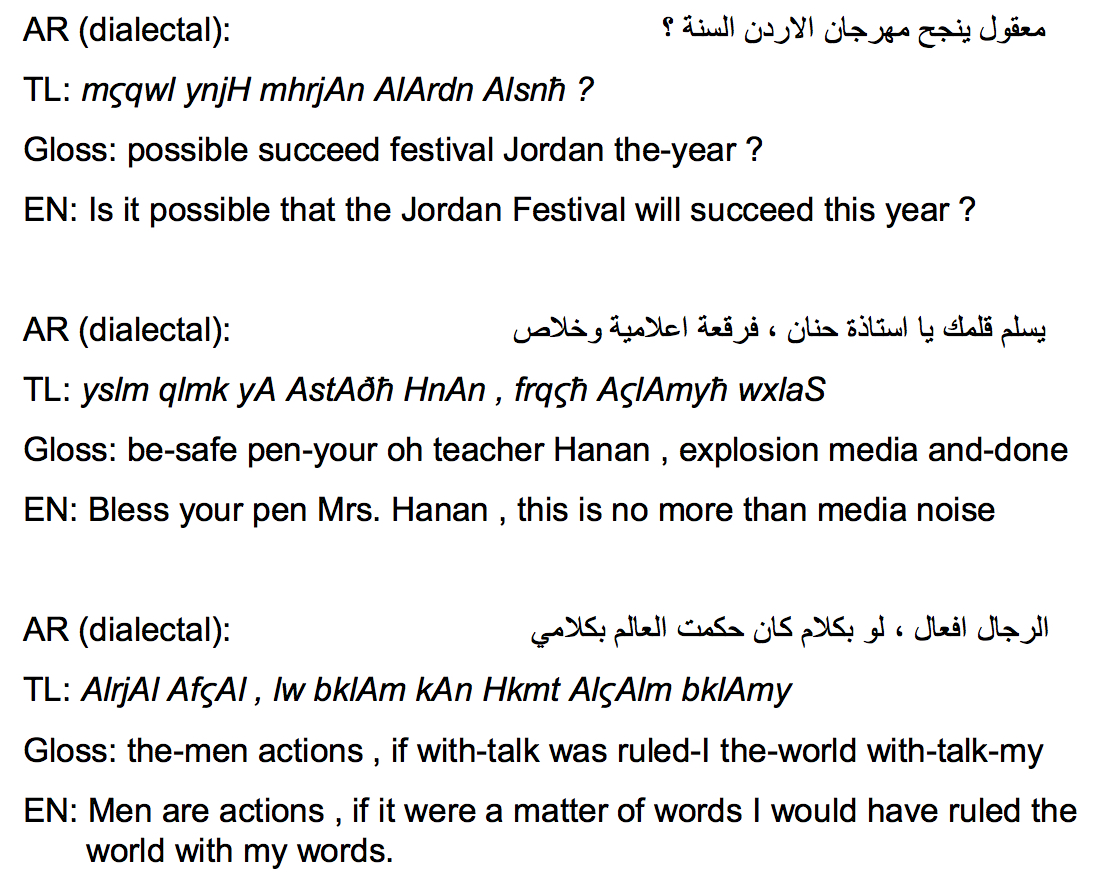 AR (dialectal): معقول ينجح مهرجان الاردن السنة ؟
TL: mςqwl ynjH mhrjAn AlArdn Alsnħ ?
Gloss: possible succeed festival Jordan the-year ?
EN: Is it possible that the Jordan Festival will succeed this year ?
AR (dialectal): يسلم قلمك يا استاذة حنان ، فرقعة اعلامية وخلاص
TL: yslm qlmk yA AstAðħ HnAn , frqςħ AςlAmyħ wxlaS
Gloss: be-safe pen-your oh teacher Hanan , explosion media and-done
EN: Bless your pen Mrs. Hanan , this is no more than media noise
AR (dialectal): الرجال افعال ، لو بكلام كان حكمت العالم بكلامي
TL: AlrjAl AfςAl , lw bklAm kAn Hkmt AlςAlm bklAmy
Gloss: the-men actions , if with-talk was ruled-I the-world with-talk-my
EN: Men are actions , if it were a matter of words I would have ruled the
world with my words.